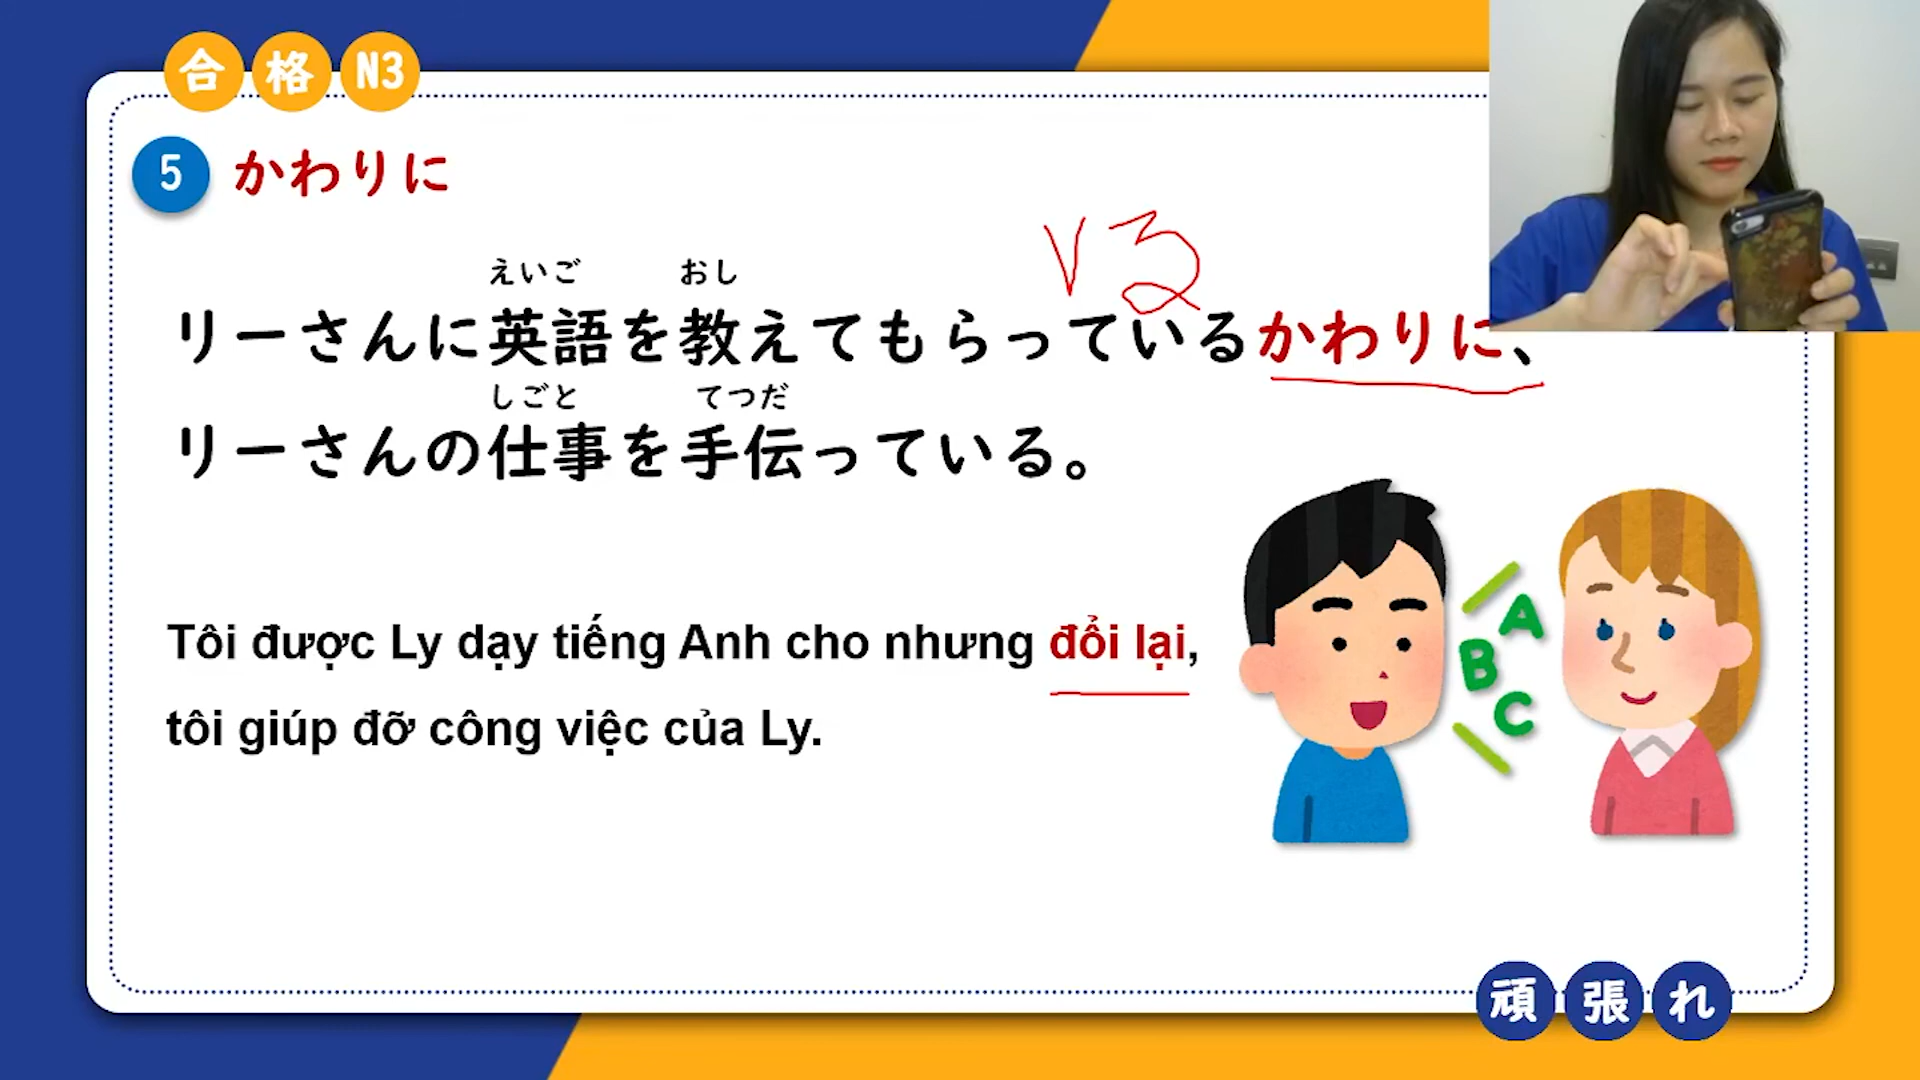 合格N3
5 かわりに
Vる
えいご おし
リーさんに英語を教えてもらっているかわりに、
しごと てつだ
リーさんの仕事を手伝っている。
Tôi được Ly dạy tiếng Anh cho nhưng đổi lại,
tôi giúp đỡ công việc của Ly.
A
B
C
頑張れ